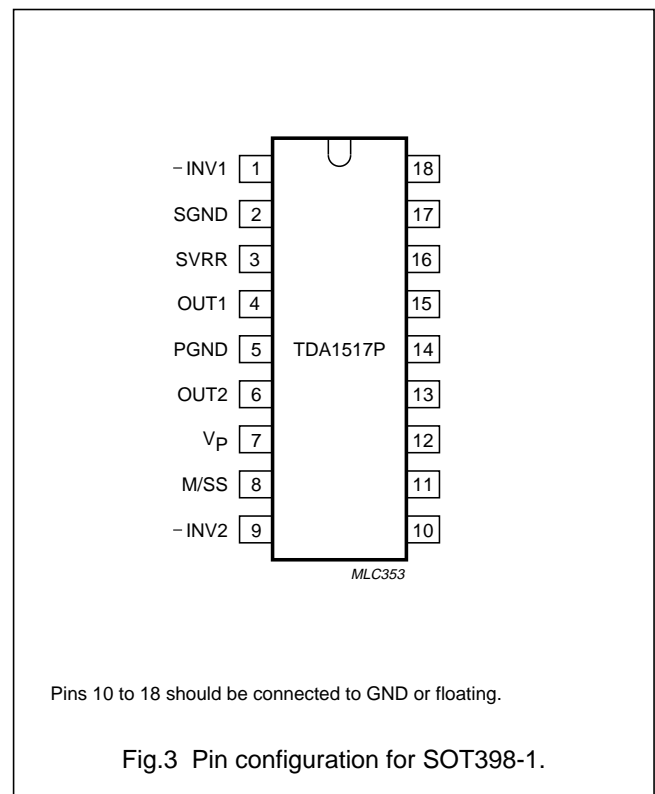 −INV1 1 18
SGND 2 17
SVRR 3 16
OUT1 4 15
PGND 5 TDA1517P 14
OUT2 6 13
VP 7 12
M/SS 8 11
−INV2 9 10
MLC353
Pins 10 to 18 should be connected to GND or floating.
Fig.3 Pin configuration for SOT398-1.